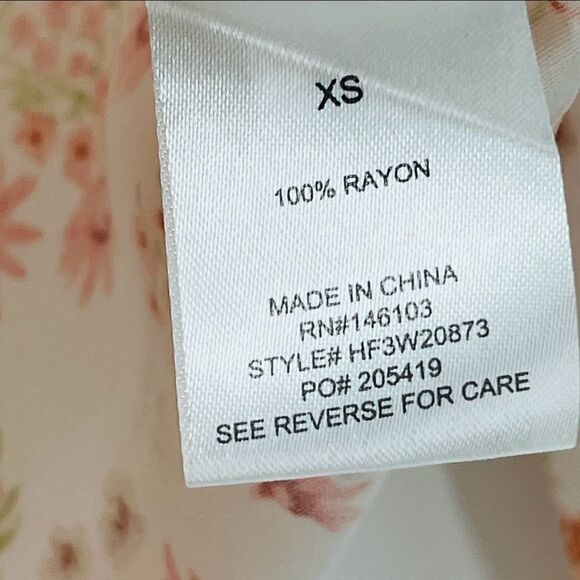 XS
100% RAYON
MADE IN CHINA
RN#146103
STYLE# HF3W20873
PO# 205419
SEE REVERSE FOR CARE